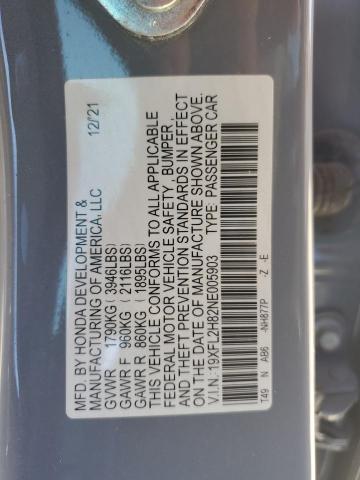 MFD. BY HONDA DEVELOPMENT &
MANUFACTURING OF AMERICA, LLC 12/21
GVWR 1790KG ( 3946LBS)
GAWR F 960KG ( 2116LBS)
GAWR R 860KG ( 1895LBS)
THIS VEHICLE CONFORMS TO ALL APPLICABLE
FEDERAL MOTOR VEHICLE SAFETY, BUMPER,
AND THEFT PREVENTION STANDARDS IN EFFECT
ON THE DATE OF MANUFACTURE SHOWN ABOVE.
V.I.N.: 19XFL2H82NE005903 TYPE: PASSENGER CAR
T49 N AB6 NH877P -Z -E